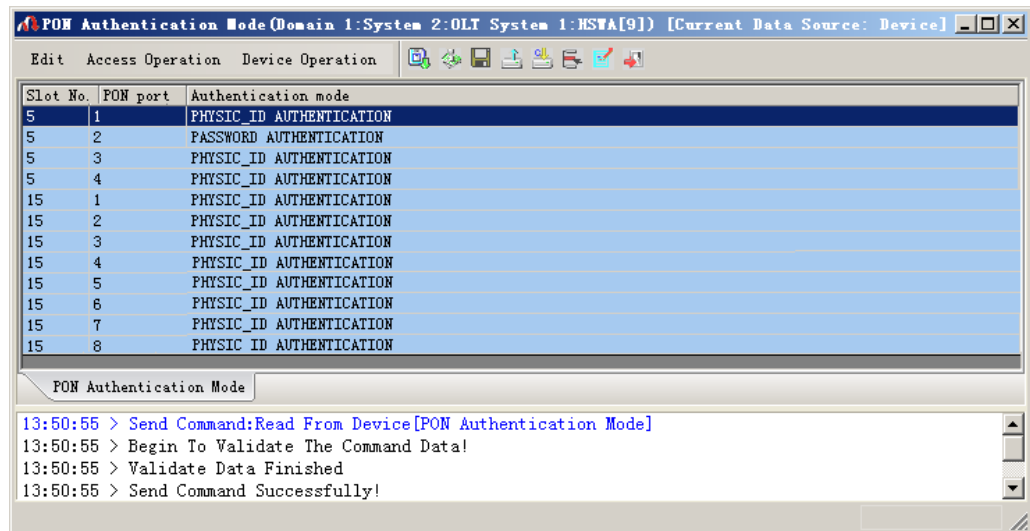 PON Authentication Mode(Domain 1:System 2:OLT System 1:HSWA[9]) [Current Data Source: Device]
Edit Access Operation Device Operation
Slot No. PON port Authentication mode
5 1 PHYSIC_ID AUTHENTICATION
5 2 PASSWORD AUTHENTICATION
5 3 PHYSIC_ID AUTHENTICATION
5 4 PHYSIC_ID AUTHENTICATION
15 1 PHYSIC_ID AUTHENTICATION
15 2 PHYSIC_ID AUTHENTICATION
15 3 PHYSIC_ID AUTHENTICATION
15 4 PHYSIC_ID AUTHENTICATION
15 5 PHYSIC_ID AUTHENTICATION
15 6 PHYSIC_ID AUTHENTICATION
15 7 PHYSIC_ID AUTHENTICATION
15 8 PHYSIC ID AUTHENTICATION
PON Authentication Mode
13:50:55 > Send Command:Read From Device[PON Authentication Mode]
13:50:55 > Begin To Validate The Command Data!
13:50:55 > Validate Data Finished
13:50:55 > Send Command Successfully!